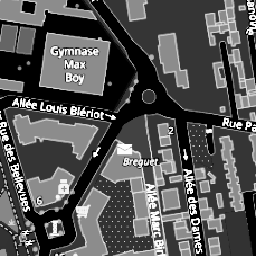 Gymnase
Max
Boy
Allée Louis Blériot
Rue des Bellevues
2
Rue Pa
Breguet
Allée Marc Bir
Allée des Dames
6